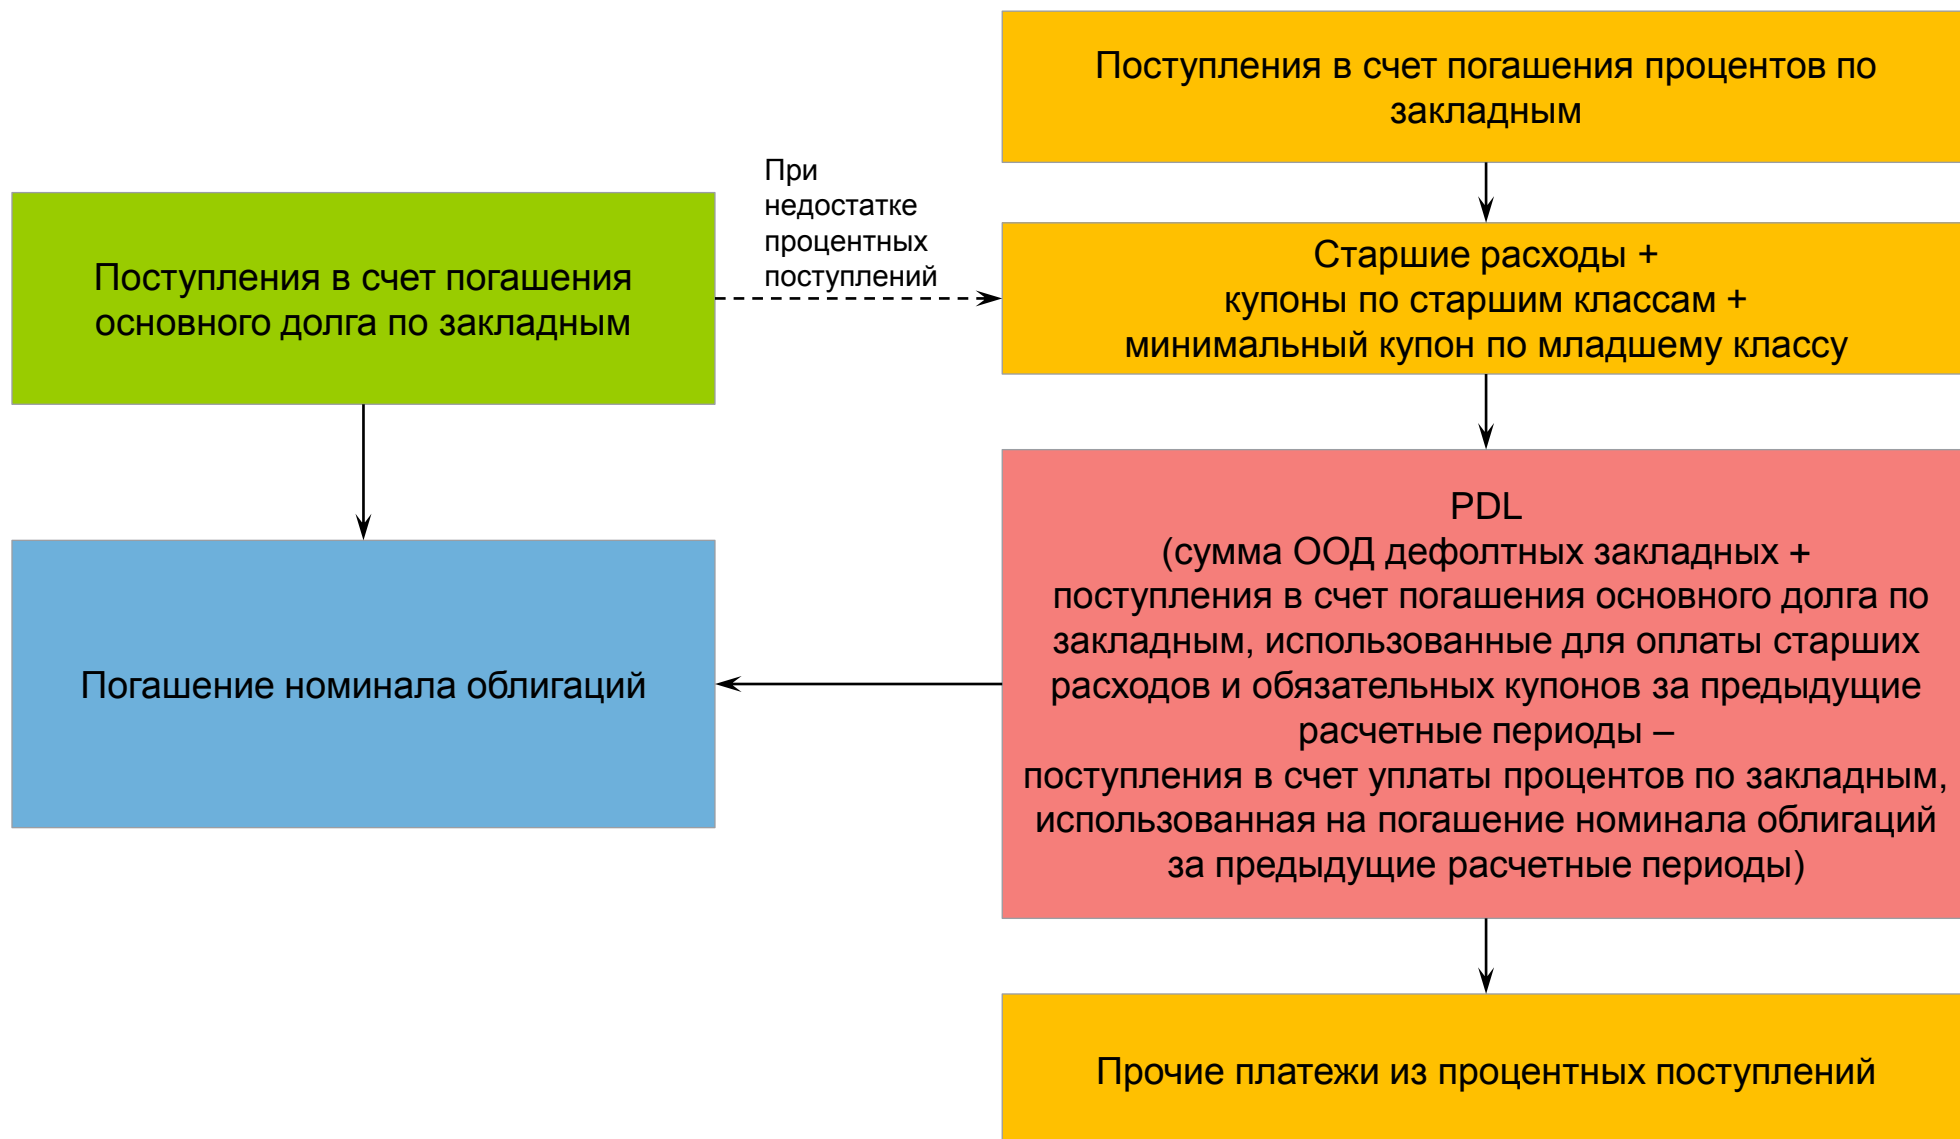 Поступления в счет погашения процентов по
закладным
При
недостатке
процентных
поступлений
Поступления в счет погашения
основного долга по закладным
Старшие расходы +
купоны по старшим классам +
минимальный купон по младшему классу
PDL
(сумма ООД дефолтных закладных +
поступления в счет погашения основного долга по
закладным, использованные для оплаты старших
расходов и обязательных купонов за предыдущие
расчетные периоды –
поступления в счет уплаты процентов по закладным,
использованная на погашение номинала облигаций
за предыдущие расчетные периоды)
Погашение номинала облигаций
Прочие платежи из процентных поступлений